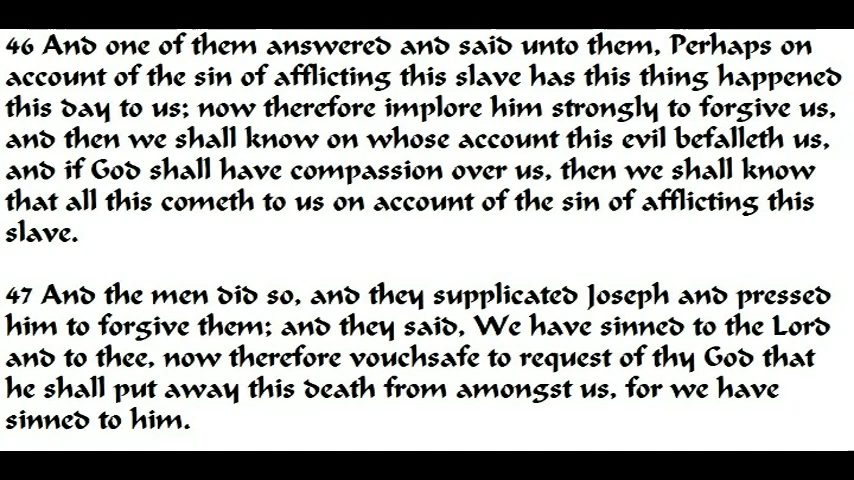 46 And one of them answered and said unto them, Perhaps on
account of the sin of afflicting this slave has this thing happened
this day to us; now therefore implore him strongly to forgive us,
and then we shall know on whose account this evil befalleth us,
and if God shall have compassion over us, then we shall know
that all this cometh to us on account of the sin of afflicting this
slave.
47 And the men did so, and they supplicated Joseph and pressed
him to forgive them; and they said, We have sinned to the Lord
and to thee, now therefore vouchsafe to request of thy God that
he shall put away this death from amongst us, for we have
sinned to him.